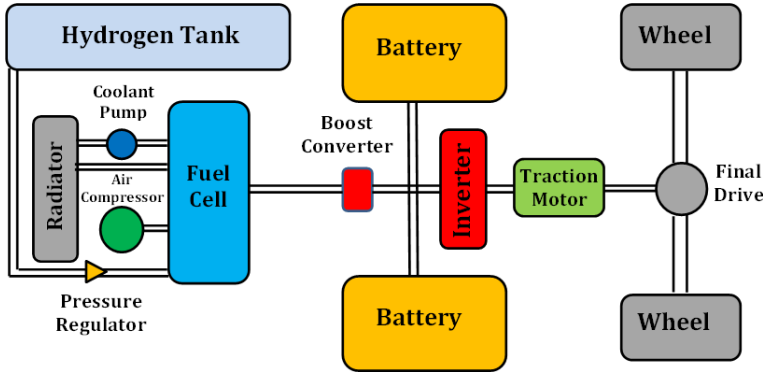 Hydrogen Tank
Battery
Wheel
Coolant
Pump
Boost
Converter
Radiator
Fuel
Cell
Air
Compressor
Inverter
Traction
Motor
Final
Drive
Pressure
Regulator
Battery
Wheel